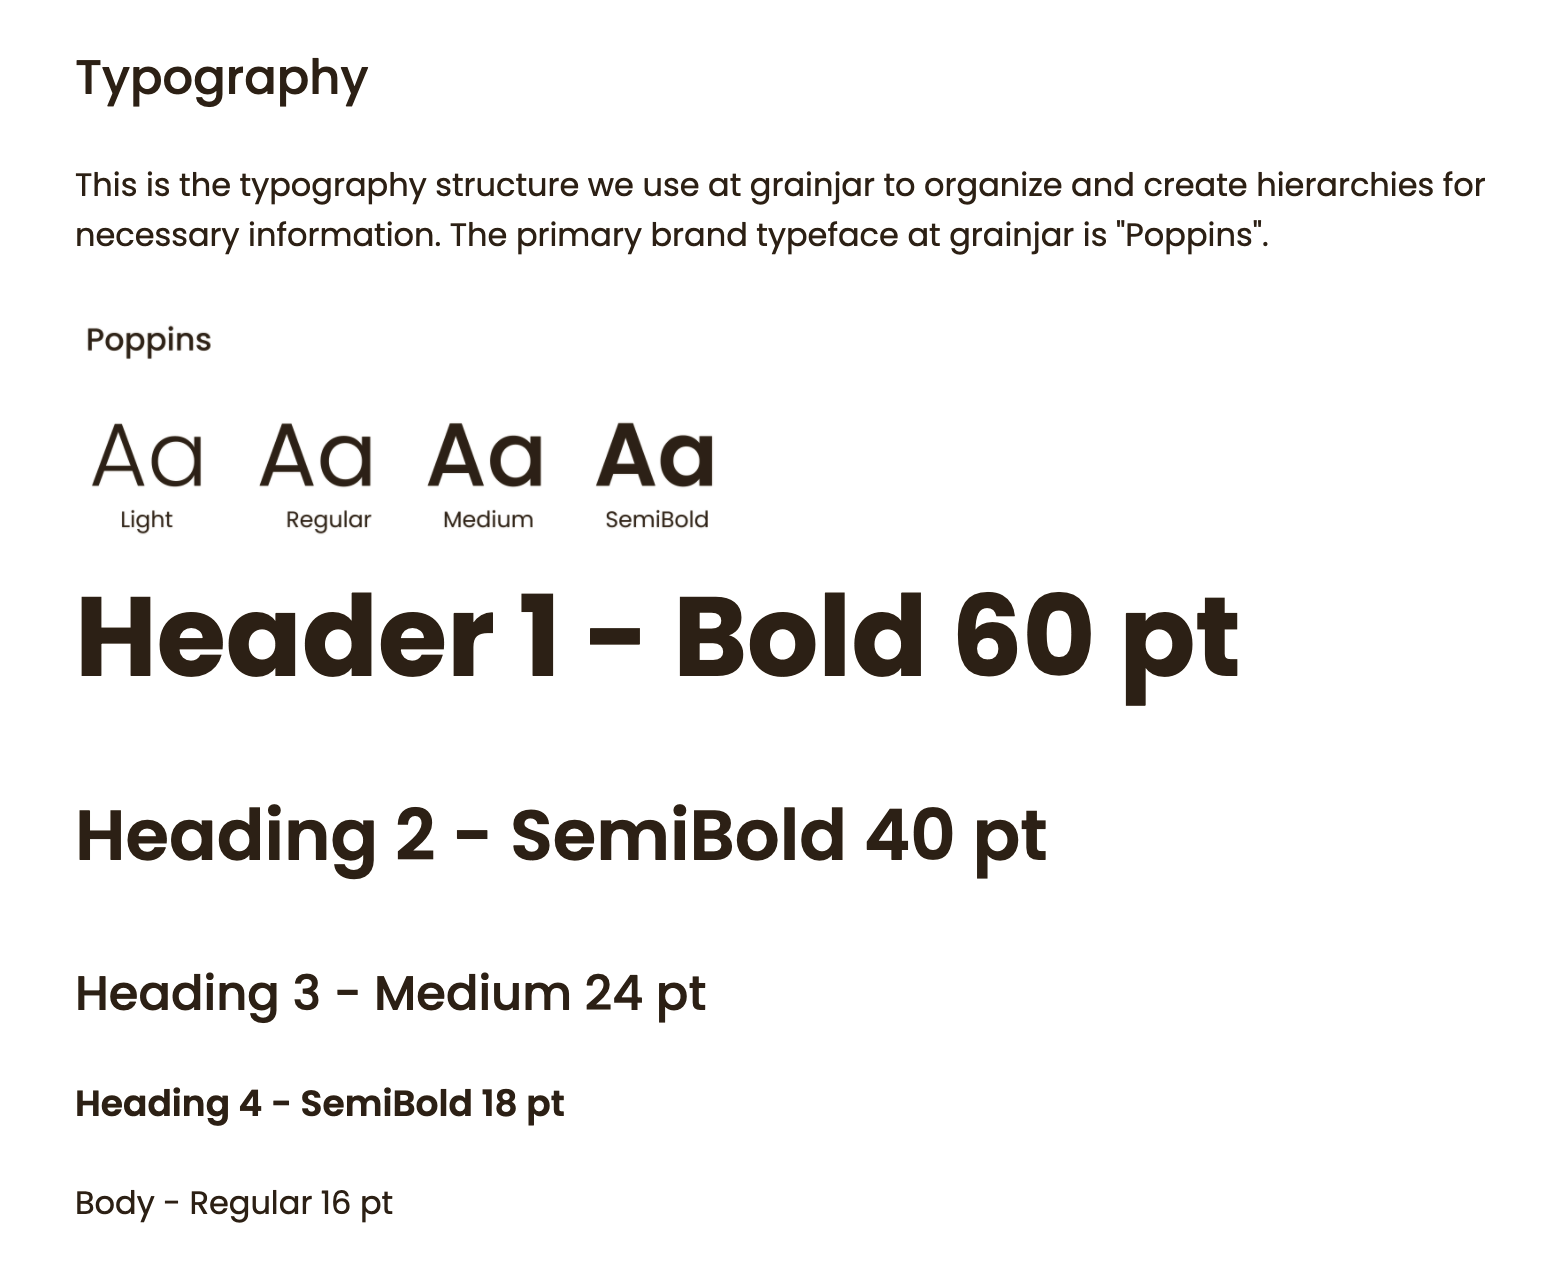 Typography
This is the typography structure we use at grainjar to organize and create hierarchies for
necessary information. The primary brand typeface at grainjar is "Poppins".
Poppins
Aa Aa Aa Aa
Light Regular Medium SemiBold
Header 1 - Bold 60 pt
Heading 2 - SemiBold 40 pt
Heading 3 - Medium 24 pt
Heading 4 - SemiBold 18 pt
Body - Regular 16 pt